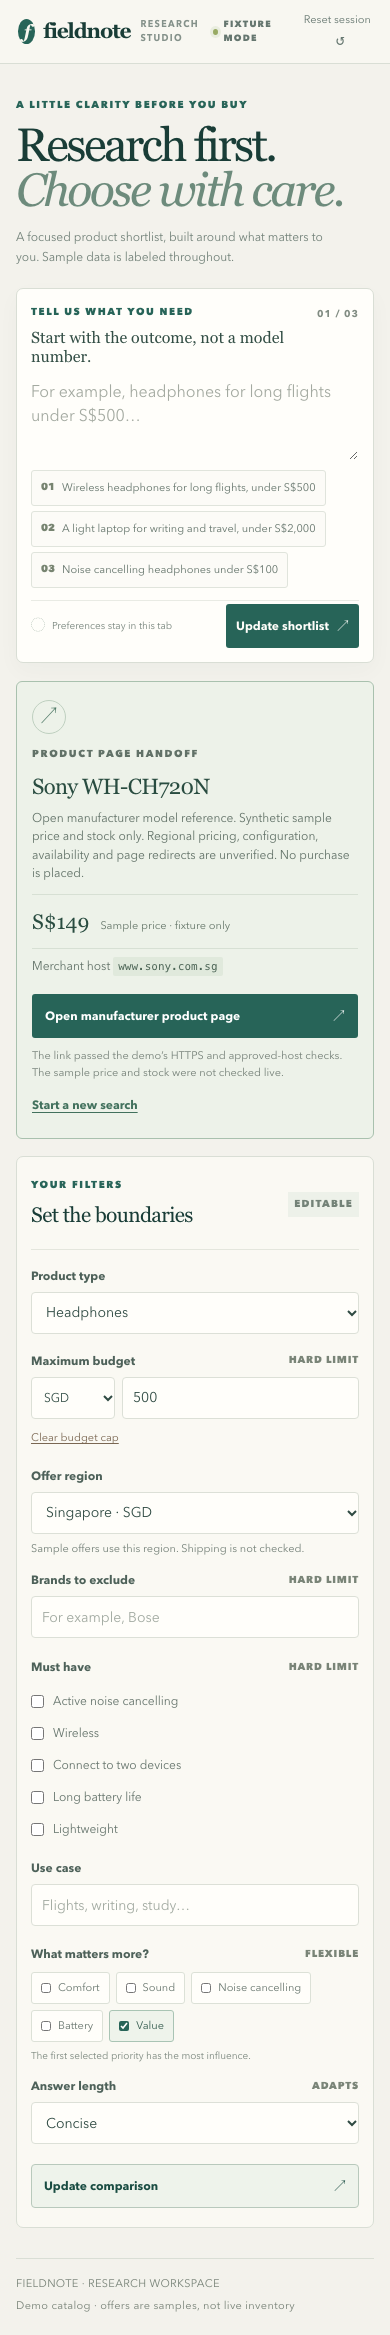 fieldnote
RESEARCH
STUDIO
FIXTURE
MODE
Reset session
↺
A LITTLE CLARITY BEFORE YOU BUY
Research first.
Choose with care.
A focused product shortlist, built around what matters to
you. Sample data is labeled throughout.
TELL US WHAT YOU NEED
01 / 03
Start with the outcome, not a model
number.
For example, headphones for long flights
under S$500…
01 Wireless headphones for long flights, under S$500
02 A light laptop for writing and travel, under S$2,000
03 Noise cancelling headphones under S$100
Preferences stay in this tab
Update shortlist
PRODUCT PAGE HANDOFF
Sony WH-CH720N
Open manufacturer model reference. Synthetic sample
price and stock only. Regional pricing, configuration,
availability and page redirects are unverified. No purchase
is placed.
S$149 Sample price · fixture only
Merchant host www.sony.com.sg
Open manufacturer product page
The link passed the demo's HTTPS and approved-host checks.
The sample price and stock were not checked live.
Start a new search
YOUR FILTERS
Set the boundaries
EDITABLE
Product type
Headphones
Maximum budget HARD LIMIT
SGD 500
Clear budget cap
Offer region
Singapore · SGD
Sample offers use this region. Shipping is not checked.
Brands to exclude HARD LIMIT
For example, Bose
Must have HARD LIMIT
Active noise cancelling
Wireless
Connect to two devices
Long battery life
Lightweight
Use case
Flights, writing, study…
What matters more? FLEXIBLE
Comfort Sound Noise cancelling
Battery Value
The first selected priority has the most influence.
Answer length ADAPTS
Concise
Update comparison
FIELDNOTE · RESEARCH WORKSPACE
Demo catalog · offers are samples, not live inventory